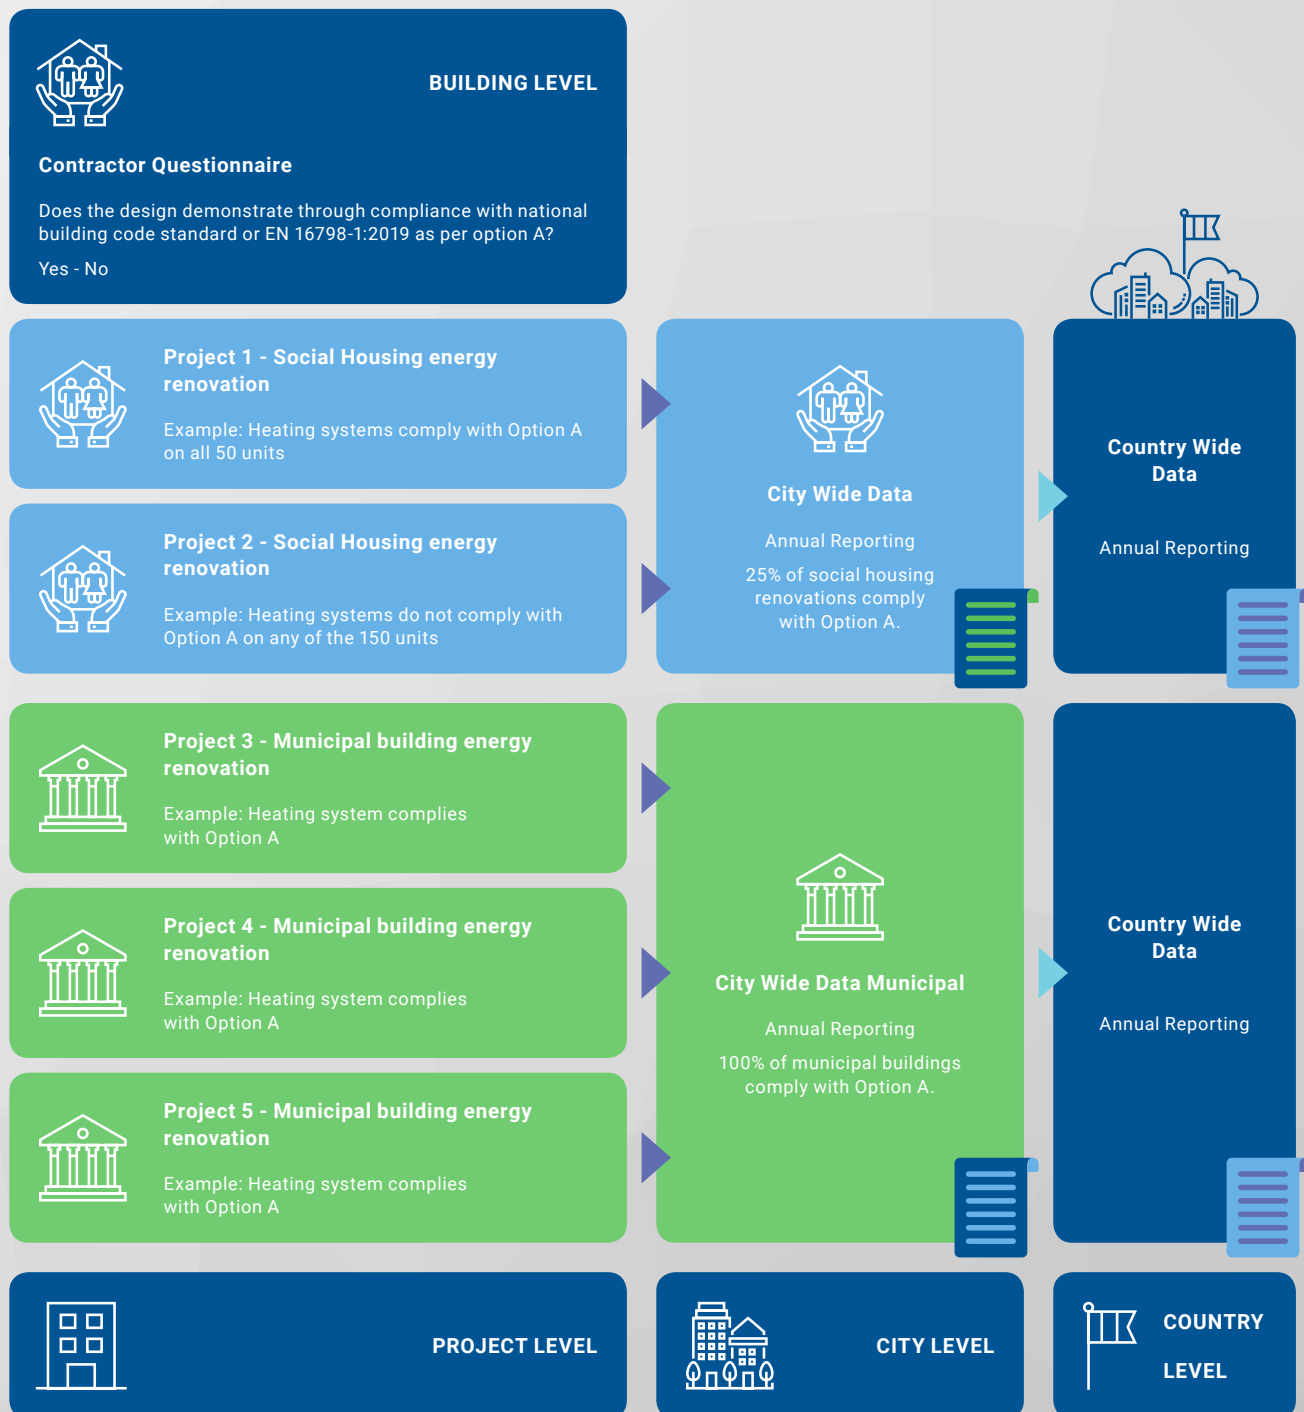 BUILDING LEVEL
Contractor Questionnaire
Does the design demonstrate through compliance with national
building code standard or EN 16798-1:2019 as per option A?
Yes - No
Project 1 - Social Housing energy
renovation
Example: Heating systems comply with Option A
on all 50 units
Project 2 - Social Housing energy
renovation
Example: Heating systems do not comply with
Option A on any of the 150 units
City Wide Data
Annual Reporting
25% of social housing
renovations comply
with Option A.
Country Wide
Data
Annual Reporting
Project 3 - Municipal building energy
renovation
Example: Heating system complies
with Option A
Project 4 - Municipal building energy
renovation
Example: Heating system complies
with Option A
Project 5 - Municipal building energy
renovation
Example: Heating system complies
with Option A
City Wide Data Municipal
Annual Reporting
100% of municipal buildings
comply with Option A.
Country Wide
Data
Annual Reporting
PROJECT LEVEL
CITY LEVEL
COUNTRY
LEVEL